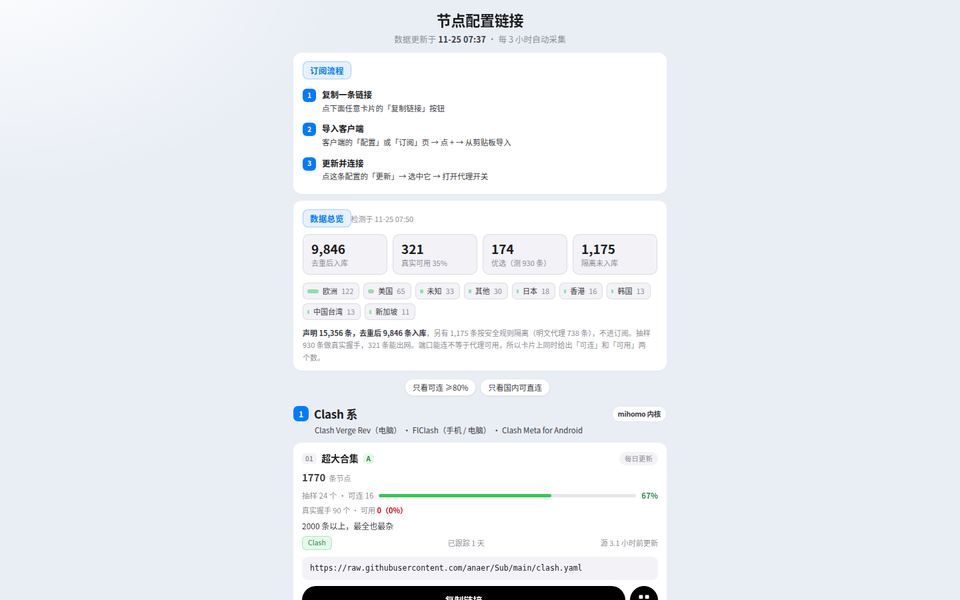 节点配置链接
数据更新于 11-25 07:37 · 每 3 小时自动采集
订阅流程
1 复制一条链接
点下面任意卡片的「复制链接」按钮
2 导入客户端
客户端的「配置」或「订阅」页 → 点 + → 从剪贴板导入
3 更新并连接
点这条配置的「更新」→ 选中它 → 打开代理开关
数据总览 检测于 11-25 07:50
9,846 321 174 1,175
去重后入库 真实可用 35% 优选（测 930 条） 隔离未入库
欧洲 122 美国 65 未知 33 其他 30 日本 18 香港 16 韩国 13
中国台湾 13 新加坡 11
声明 15,356 条，去重后 9,846 条入库，另有 1,175 条按安全规则隔离（明文代理 738 条），不进订阅。抽样
930 条做真实握手，321 条能出网。端口能连不等于代理可用，所以卡片上同时给出「可连」和「可用」两
个数。
只看可连 ≥80% 只看国内可直连
1 Clash 系 mihomo 内核
Clash Verge Rev（电脑） · FlClash（手机 / 电脑） · Clash Meta for Android
01 超大合集 A 每日更新
1770 条节点
抽样 24 个 · 可连 16 67%
真实握手 90 个 · 可用 0（0%）
2000 条以上，最全也最杂
Clash 已跟踪 1 天 源 3.1 小时前更新
https://raw.githubusercontent.com/anaer/Sub/main/clash.yaml
复制链接